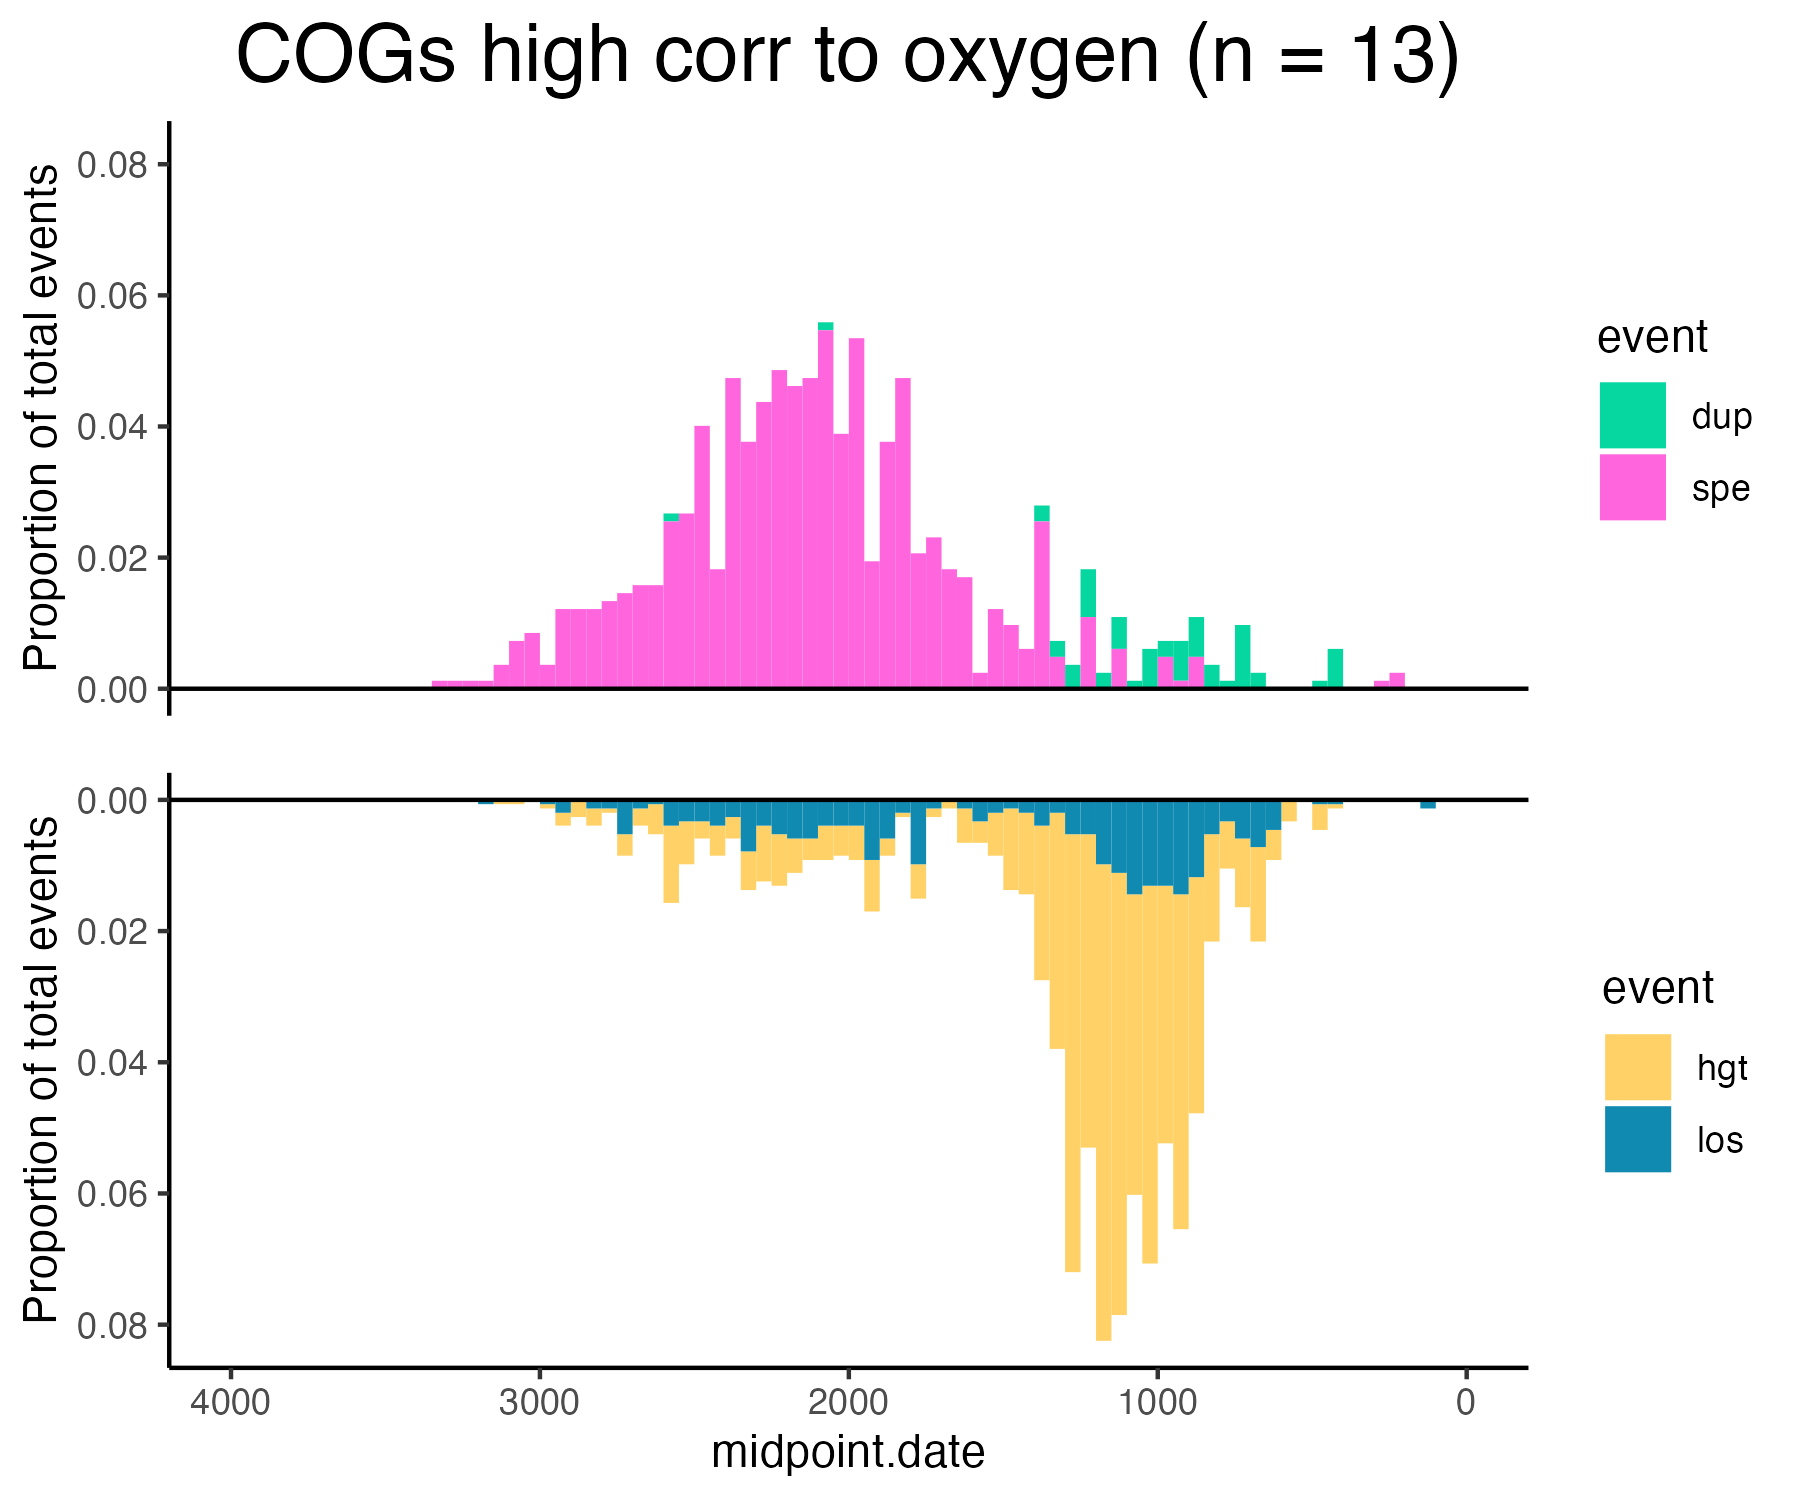 COGs high corr to oxygen (n = 13)
Proportion of total events
0.08
0.06
0.04
0.02
0.00
event
dup
spe
Proportion of total events
0.00
0.02
0.04
0.06
0.08
event
hgt
los
4000 3000 2000 1000 0
midpoint.date